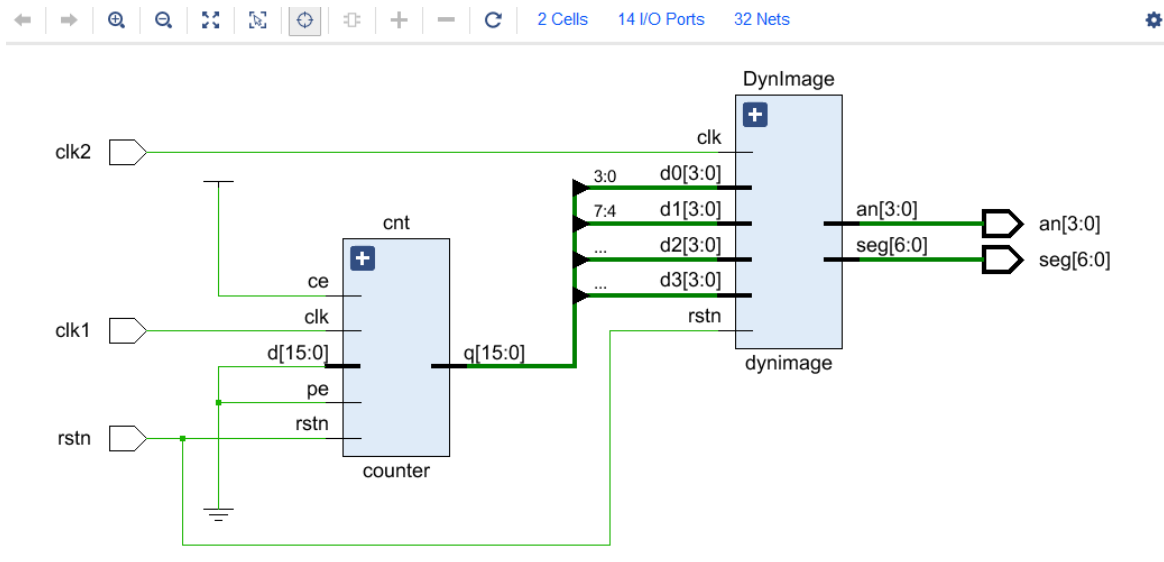 2 Cells 14 I/O Ports 32 Nets
DynImage
clk
clk2
3:0 d0[3:0]
7:4 d1[3:0] an[3:0] an[3:0]
... d2[3:0] seg[6:0] seg[6:0]
... d3[3:0]
rstn
dynimage
cnt
ce
clk1 clk
d[15:0] q[15:0]
pe
rstn rstn
counter